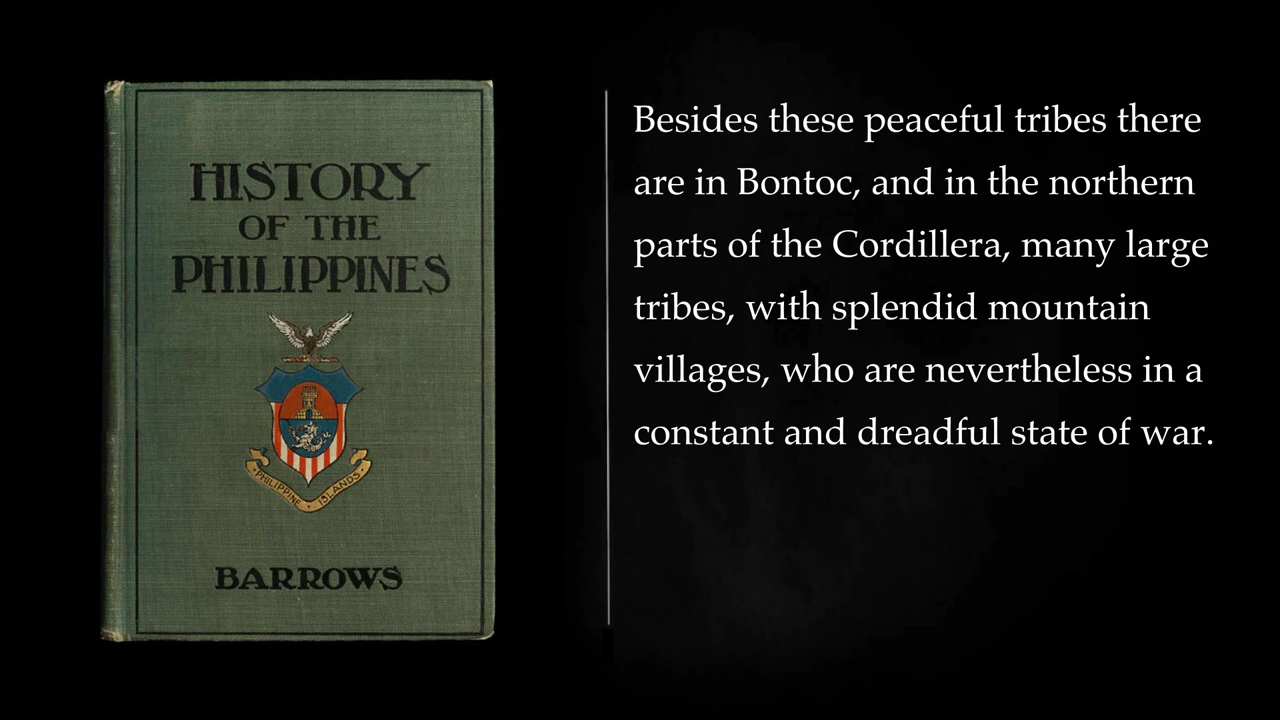 HISTORY
OF THE
PHILIPPINES
PHILIPPINE ISLANDS
BARROWS
Besides these peaceful tribes there
are in Bontoc, and in the northern
parts of the Cordillera, many large
tribes, with splendid mountain
villages, who are nevertheless in a
constant and dreadful state of war.